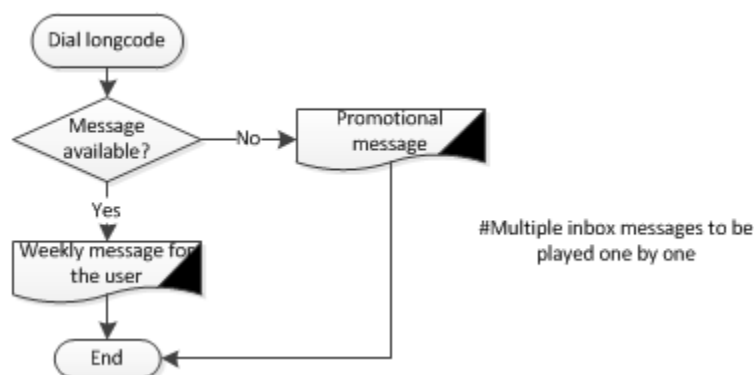 Dial longcode
Message
available?
No
Promotional
message
Yes
Weekly message for
the user
#Multiple inbox messages to be
played one by one
End